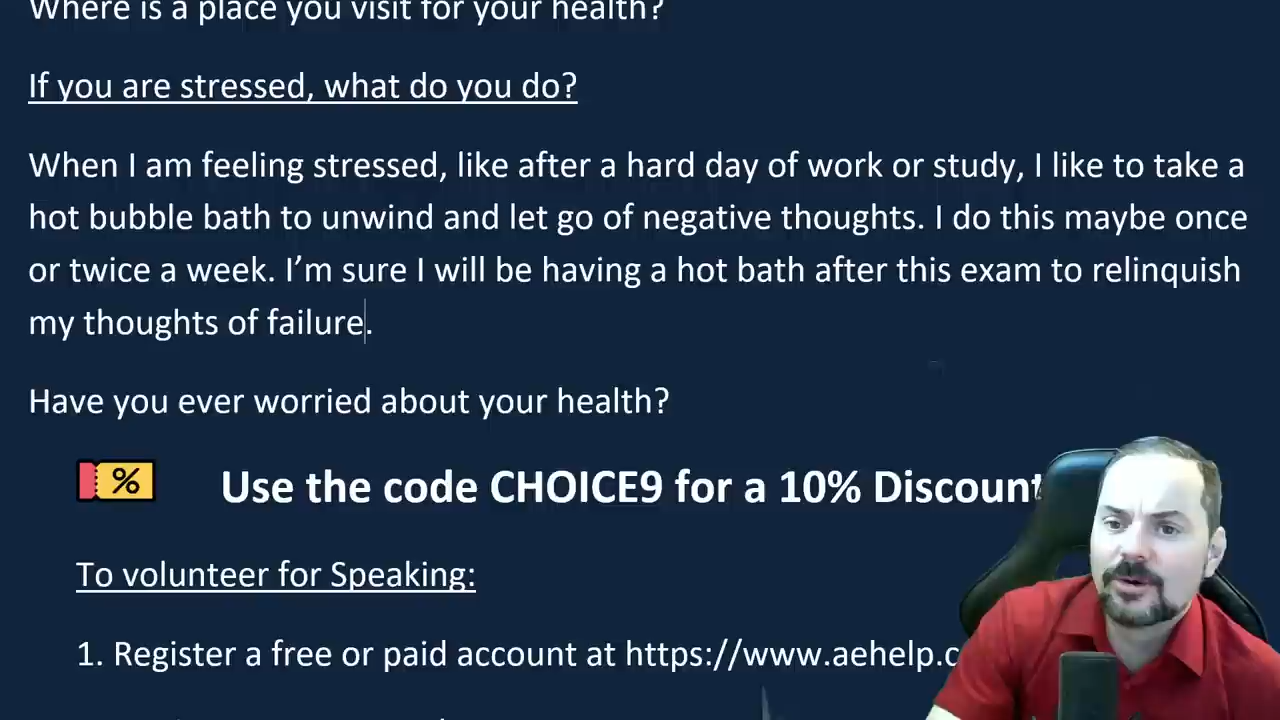 Where is a place you visit for your health?
If you are stressed, what do you do?
When I am feeling stressed, like after a hard day of work or study, I like to take a
hot bubble bath to unwind and let go of negative thoughts. I do this maybe once
or twice a week. I’m sure I will be having a hot bath after this exam to relinquish
my thoughts of failure.
Have you ever worried about your health?
%
Use the code CHOICE9 for a 10% Discount
To volunteer for Speaking:
1. Register a free or paid account at https://www.aehelp.c